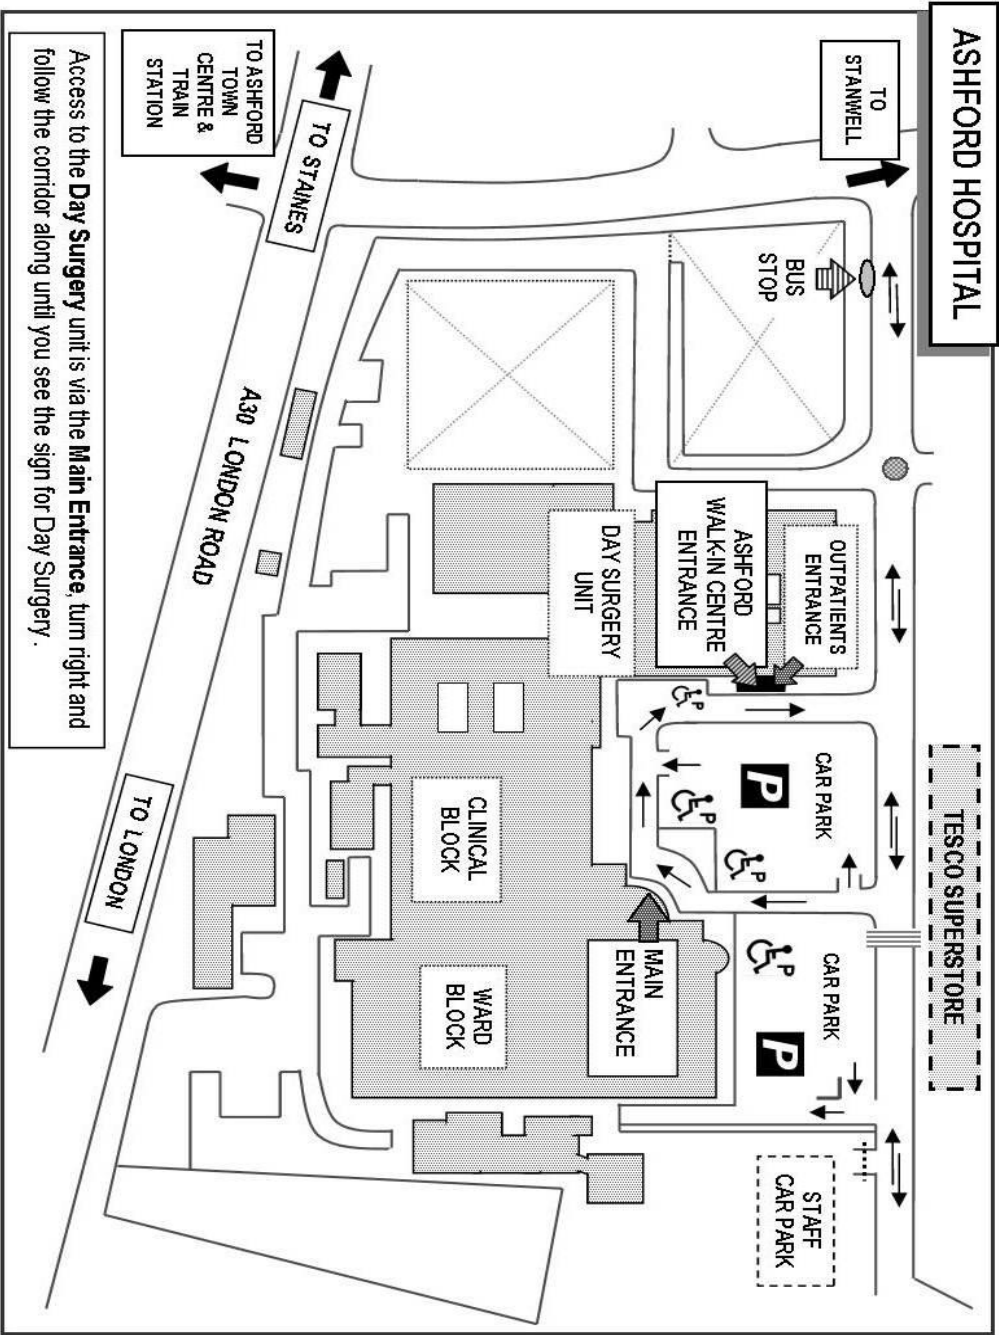 ASHFORD HOSPITAL
TESCO SUPERSTORE
TO
STANWELL
BUS
STOP
OUTPATIENTS
ENTRANCE
ASHFORD
WALK-IN CENTRE
ENTRANCE
DAY SURGERY
UNIT
CAR PARK
P
P
P
P
CAR PARK
P
P
STAFF
CAR PARK
MAIN
ENTRANCE
CLINICAL
BLOCK
WARD
BLOCK
TO STAINES
A30 LONDON ROAD
TO LONDON
TO ASHFORD
TOWN
CENTRE &
TRAIN
STATION
Access to the Day Surgery unit is via the Main Entrance, turn right and
follow the corridor along until you see the sign for Day Surgery.